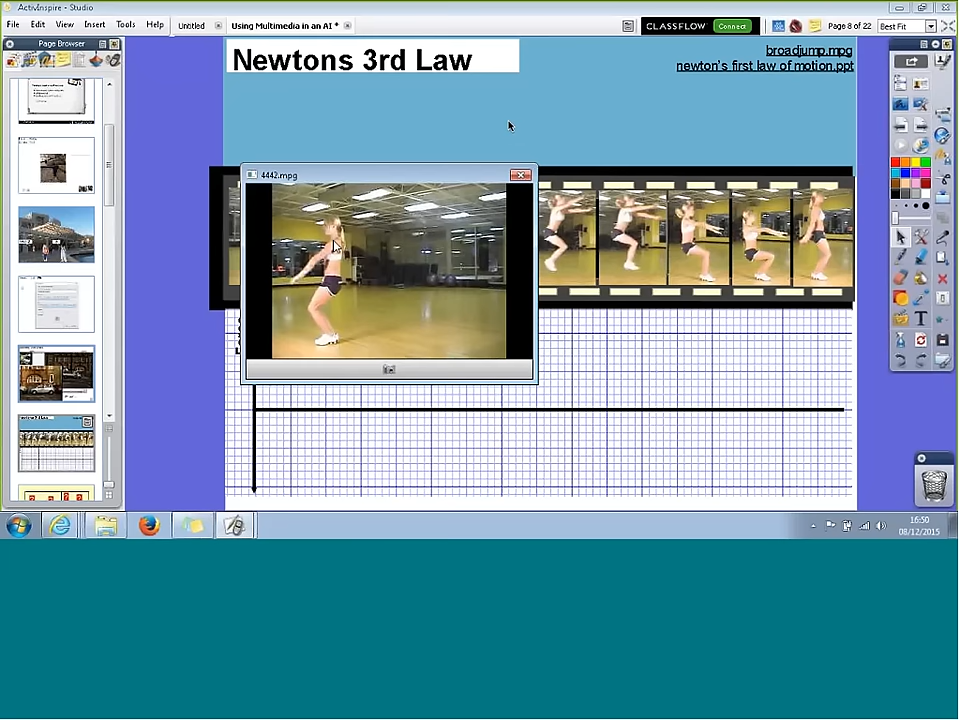 ActivInspire - Studio
File Edit View Insert Tools Help
Untitled
Using Multimedia in an AI *
CLASSFLOW Connect
Page 8 of 22
Best Fit
Page Browser
Newtons 3rd Law
broadjump.mpg
newton's first law of motion.ppt
4442.mpg
16:50
08/12/2015